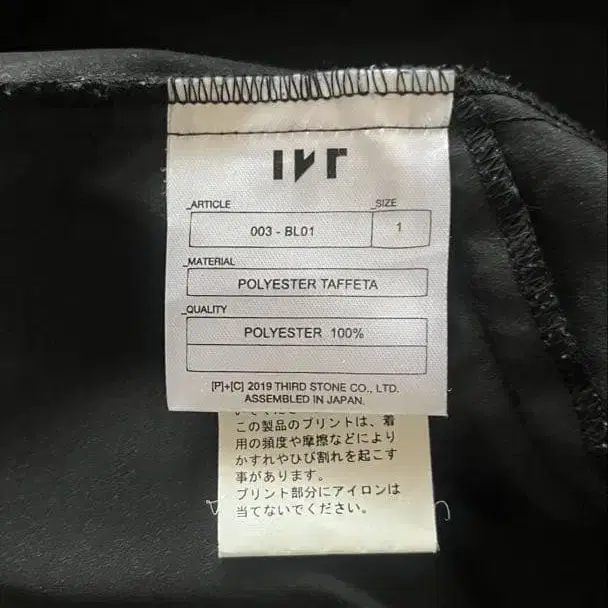 _ARTICLE _SIZE
003 - BL01 1
_MATERIAL
POLYESTER TAFFETA
_QUALITY
POLYESTER 100%
[P]+[C] 2019 THIRD STONE CO., LTD.
ASSEMBLED IN JAPAN.
この製品のプリントは、着
用の頻度や摩擦などにより
かすれやひび割れを起こす
事があります。
プリント部分にアイロンは
当てないでください。